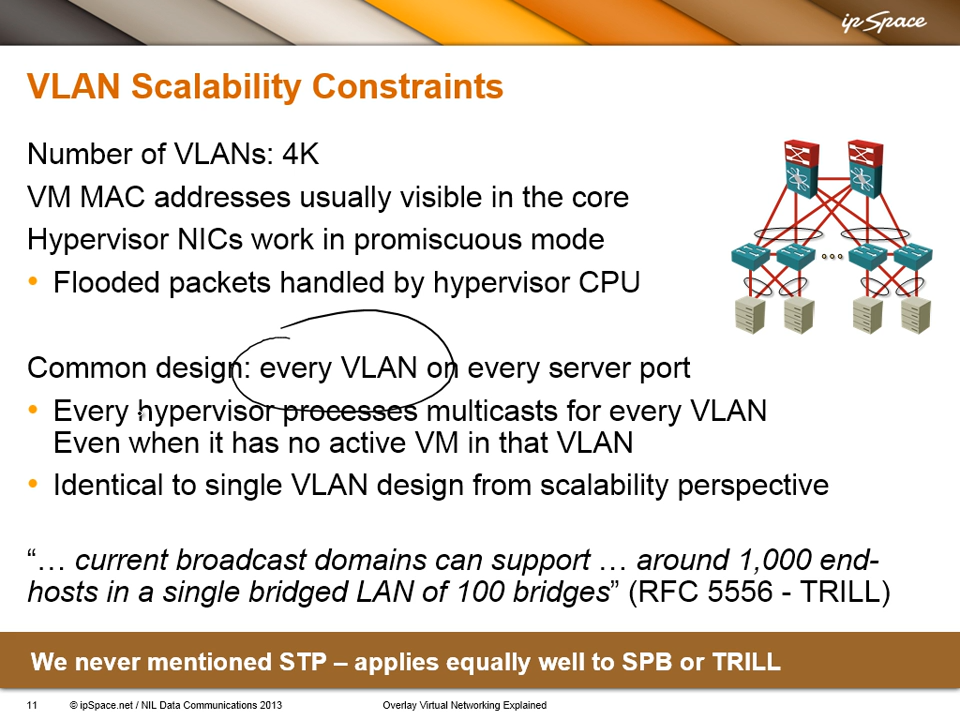 ipSpace
VLAN Scalability Constraints
Number of VLANs: 4K
VM MAC addresses usually visible in the core
Hypervisor NICs work in promiscuous mode
• Flooded packets handled by hypervisor CPU
Common design: every VLAN on every server port
• Every hypervisor processes multicasts for every VLAN
Even when it has no active VM in that VLAN
• Identical to single VLAN design from scalability perspective
“… current broadcast domains can support … around 1,000 end-
hosts in a single bridged LAN of 100 bridges” (RFC 5556 - TRILL)
We never mentioned STP – applies equally well to SPB or TRILL
11 © ipSpace.net / NIL Data Communications 2013 Overlay Virtual Networking Explained